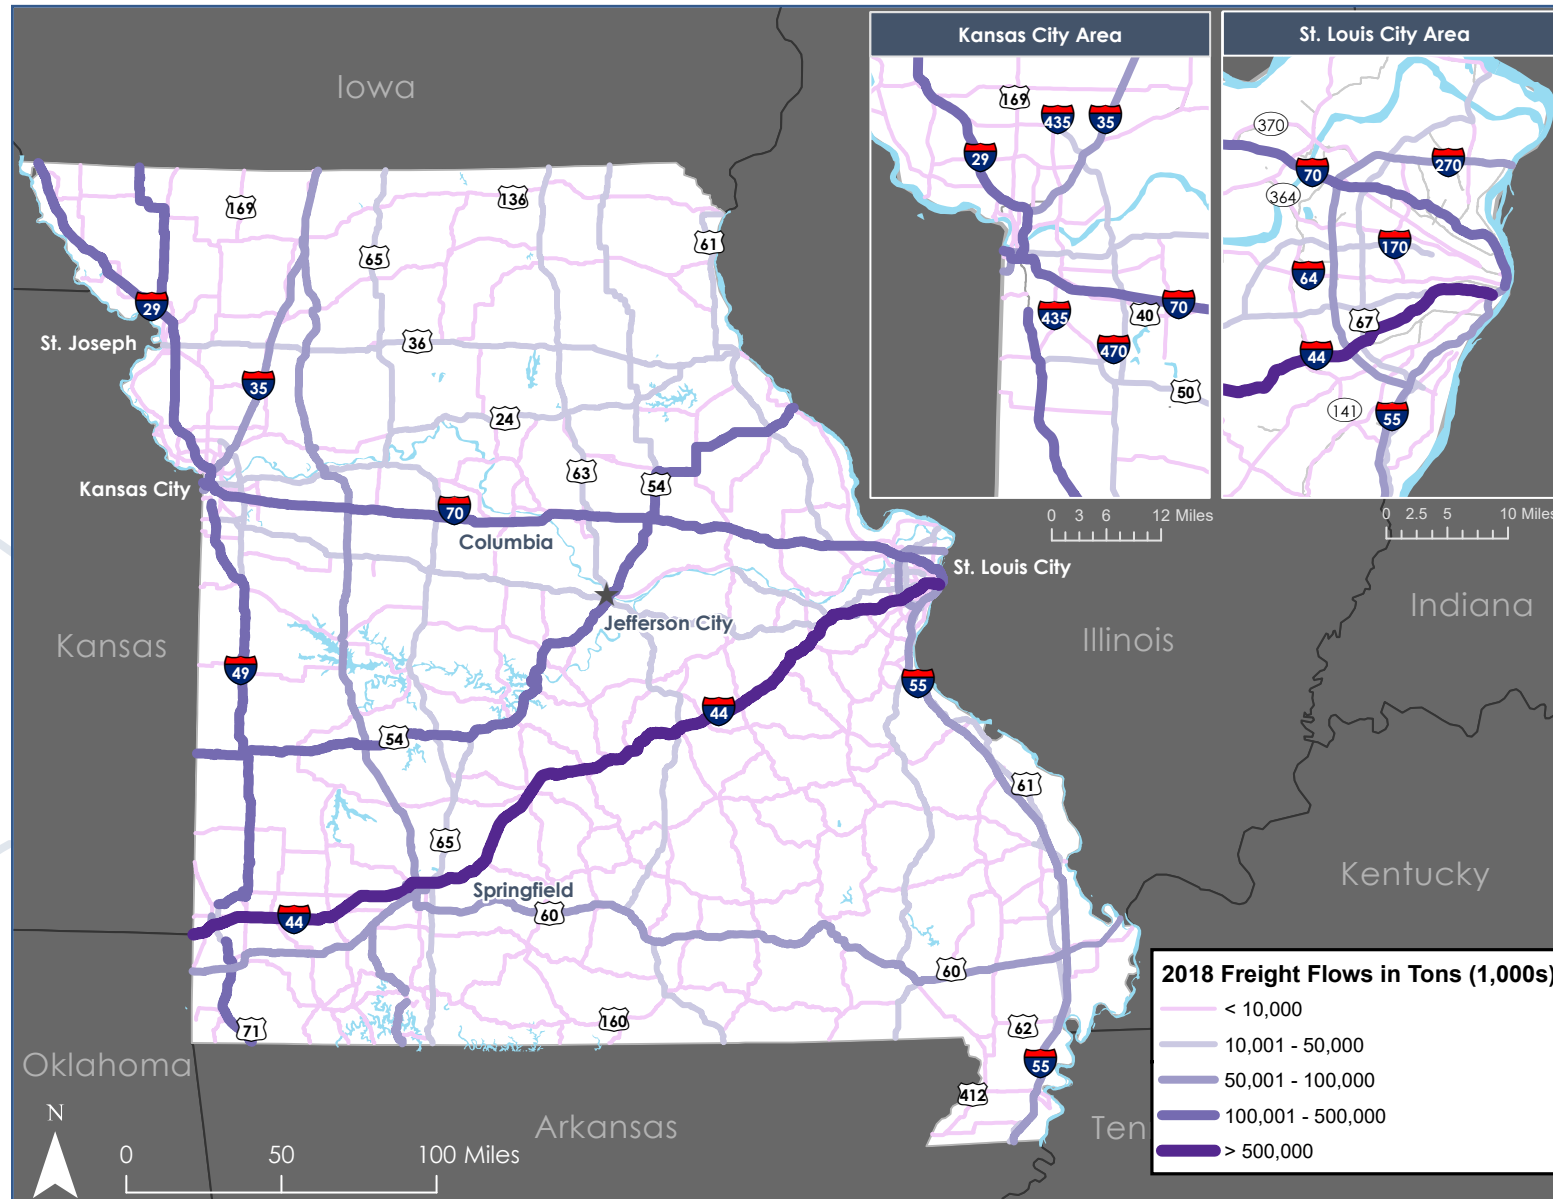 Kansas City Area
St. Louis City Area
Iowa
169
435
35
29
435
40
70
470
50
0 3 6 12 Miles
370
70
270
364
170
64
67
44
141
55
0 2.5 5 10 Miles
169
136
65
61
29
St. Joseph
36
35
24
63
54
Kansas City
70
Columbia
St. Louis City
Indiana
Jefferson City
Illinois
Kansas
49
55
44
54
61
65
Kentucky
Springfield
44
60
60
71
160
62
55
Oklahoma
412
Arkansas
Ten
N
0 50 100 Miles
2018 Freight Flows in Tons (1,000s)
< 10,000
10,001 - 50,000
50,001 - 100,000
100,001 - 500,000
> 500,000